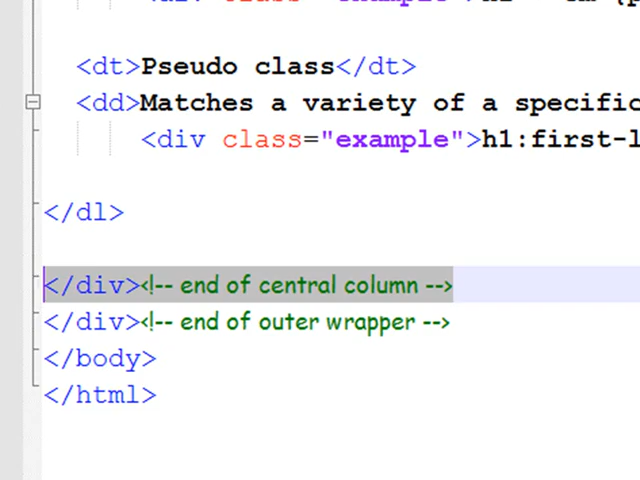 <dt>Pseudo class</dt>
<dd>Matches a variety of a specific
<div class="example">h1:first-l
</dl>
</div><!-- end of central column -->
</div><!-- end of outer wrapper -->
</body>
</html>